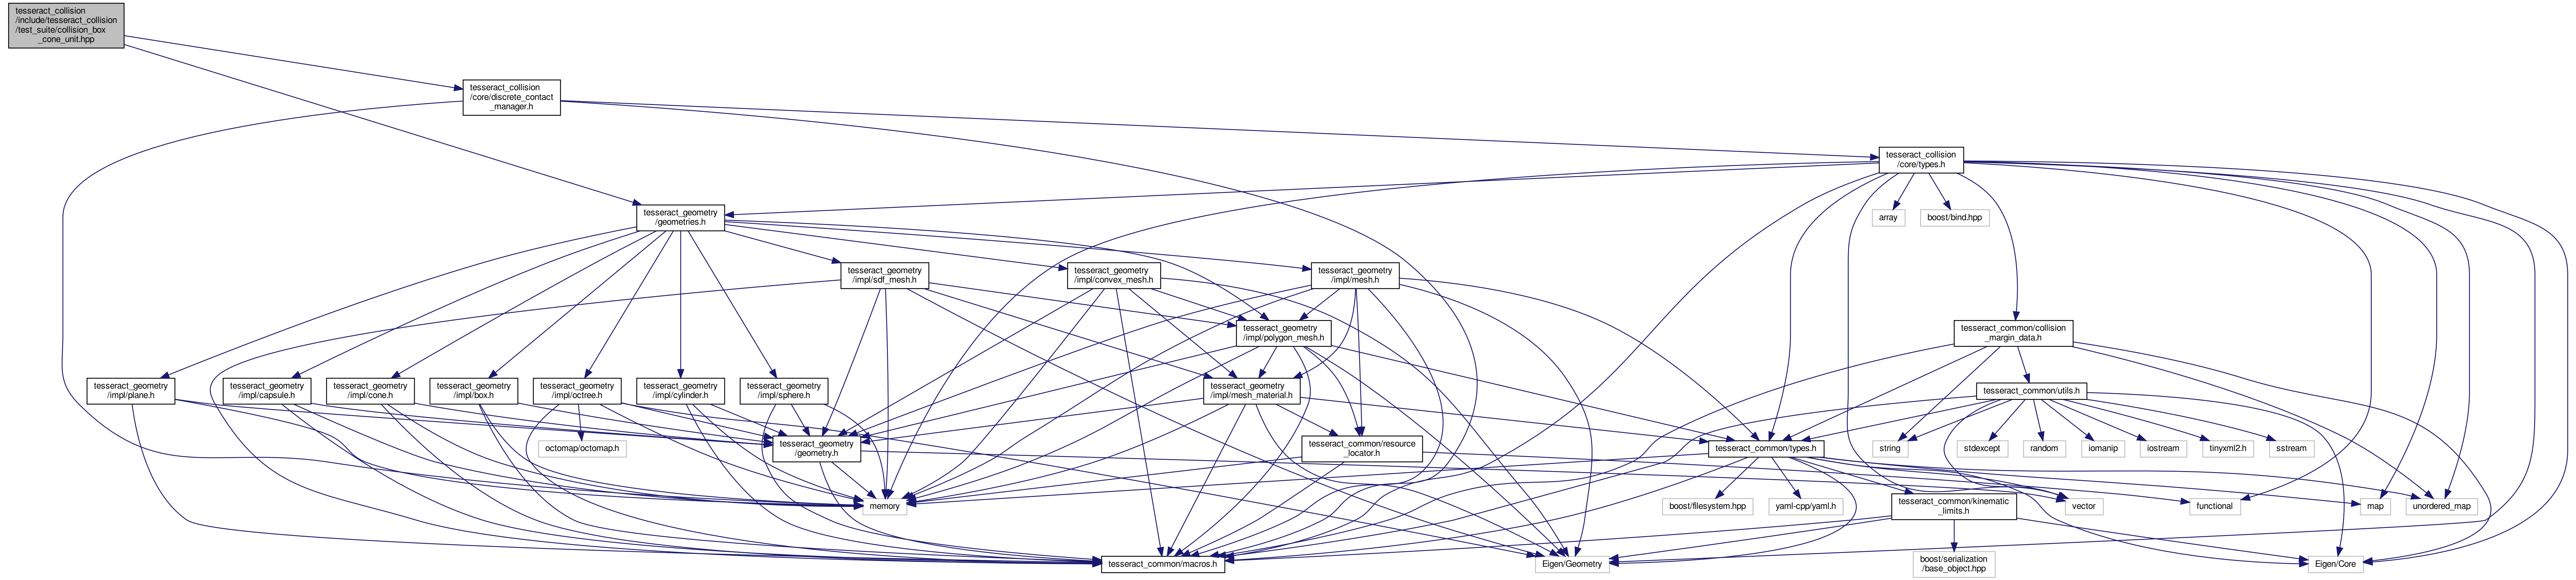 tesseract_collision
/include/tesseract_collision
/test_suite/collision_box
_cone_unit.hpp
tesseract_collision
/core/discrete_contact
_manager.h
tesseract_collision
/core/types.h
tesseract_geometry
/geometries.h
array
boost/bind.hpp
tesseract_geometry
/impl/sdf_mesh.h
tesseract_geometry
/impl/convex_mesh.h
tesseract_geometry
/impl/mesh.h
tesseract_geometry
/impl/polygon_mesh.h
tesseract_common/collision
_margin_data.h
tesseract_geometry
/impl/plane.h
tesseract_geometry
/impl/capsule.h
tesseract_geometry
/impl/cone.h
tesseract_geometry
/impl/box.h
tesseract_geometry
/impl/octree.h
tesseract_geometry
/impl/cylinder.h
tesseract_geometry
/impl/sphere.h
tesseract_geometry
/impl/mesh_material.h
tesseract_common/utils.h
octomap/octomap.h
tesseract_geometry
/geometry.h
tesseract_common/resource
_locator.h
tesseract_common/types.h
string
stdexcept
random
iomanip
iostream
tinyxml2.h
sstream
memory
boost/filesystem.hpp
yaml-cpp/yaml.h
tesseract_common/kinematic
_limits.h
vector
functional
map
unordered_map
tesseract_common/macros.h
Eigen/Geometry
boost/serialization
/base_object.hpp
Eigen/Core